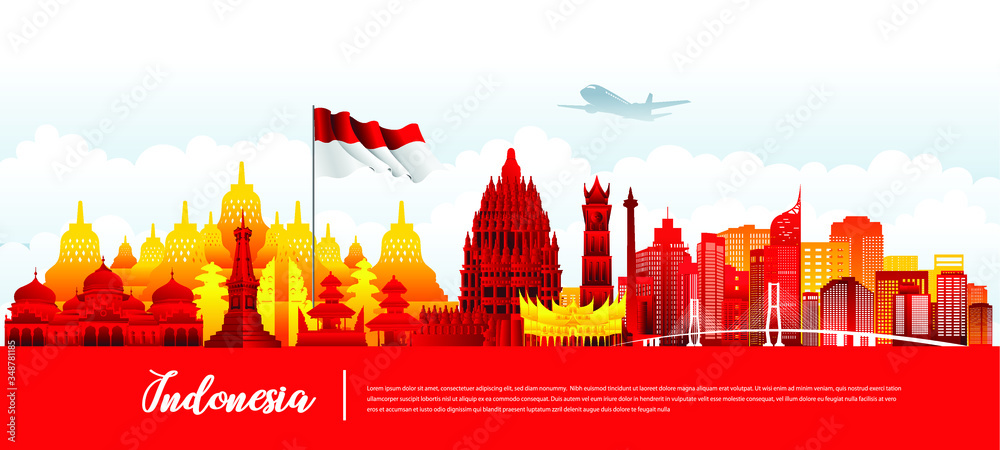 Indonesia
Lorem ipsum dolor sit amet, consectetuer adipiscing elit, sed diam nonummy. Nibh euismod tincidunt ut laoreet dolore magna aliquam erat volutpat. Ut wisi enim ad minim veniam, quis nostrud exerci tation
ullamcorper suscipit lobortis nisl ut aliquip ex ea commodo consequat. Duis autem vel eum iriure dolor in hendrerit in vulputate velit esse molestie consequat, vel illum dolore eu feugiat nulla facilisis at vero
eros et accumsan et iusto odio dignissim qui blandit praesent luptatum zzril delenit augue duis dolore te feugait nulla facilisi
Adobe Stock | #348781185
Adobe Stock